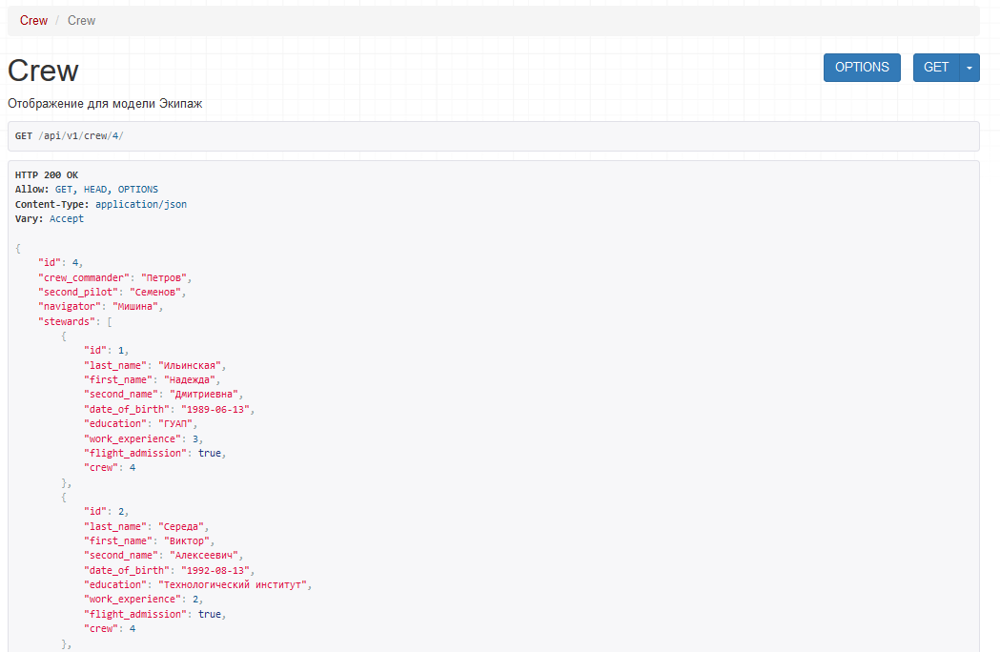 Crew / Crew
Crew
OPTIONS
GET
Отображение для модели Экипаж
GET /api/v1/crew/4/
HTTP 200 OK
Allow: GET, HEAD, OPTIONS
Content-Type: application/json
Vary: Accept
{
    "id": 4,
    "crew_commander": "Петров",
    "second_pilot": "Семенов",
    "navigator": "Мишина",
    "stewards": [
        {
            "id": 1,
            "last_name": "Ильинская",
            "first_name": "Надежда",
            "second_name": "Дмитриевна",
            "date_of_birth": "1989-06-13",
            "education": "ГУАП",
            "work_experience": 3,
            "flight_admission": true,
            "crew": 4
        },
        {
            "id": 2,
            "last_name": "Середа",
            "first_name": "Виктор",
            "second_name": "Алексеевич",
            "date_of_birth": "1992-08-13",
            "education": "Технологический институт",
            "work_experience": 2,
            "flight_admission": true,
            "crew": 4
        },